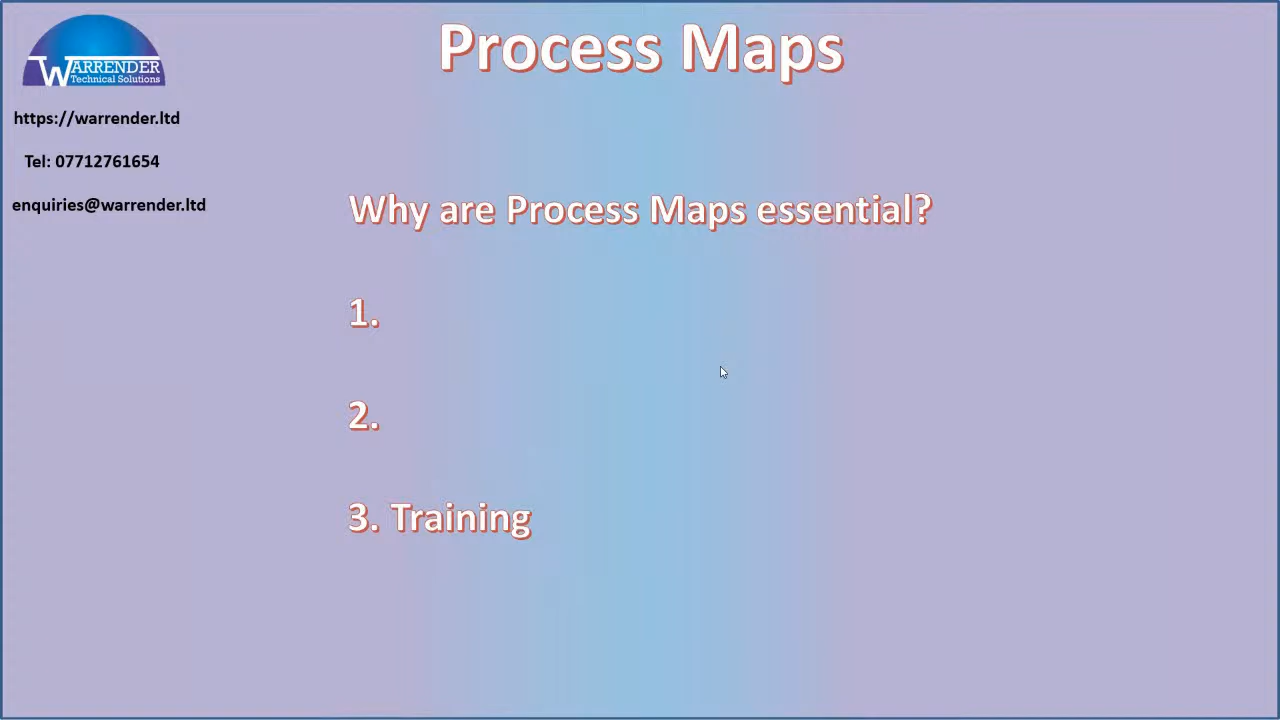 Process Maps
WARRENDER
Technical Solutions
https://warrender.ltd
Tel: 07712761654
enquiries@warrender.ltd
Why are Process Maps essential?
1.
2.
3. Training